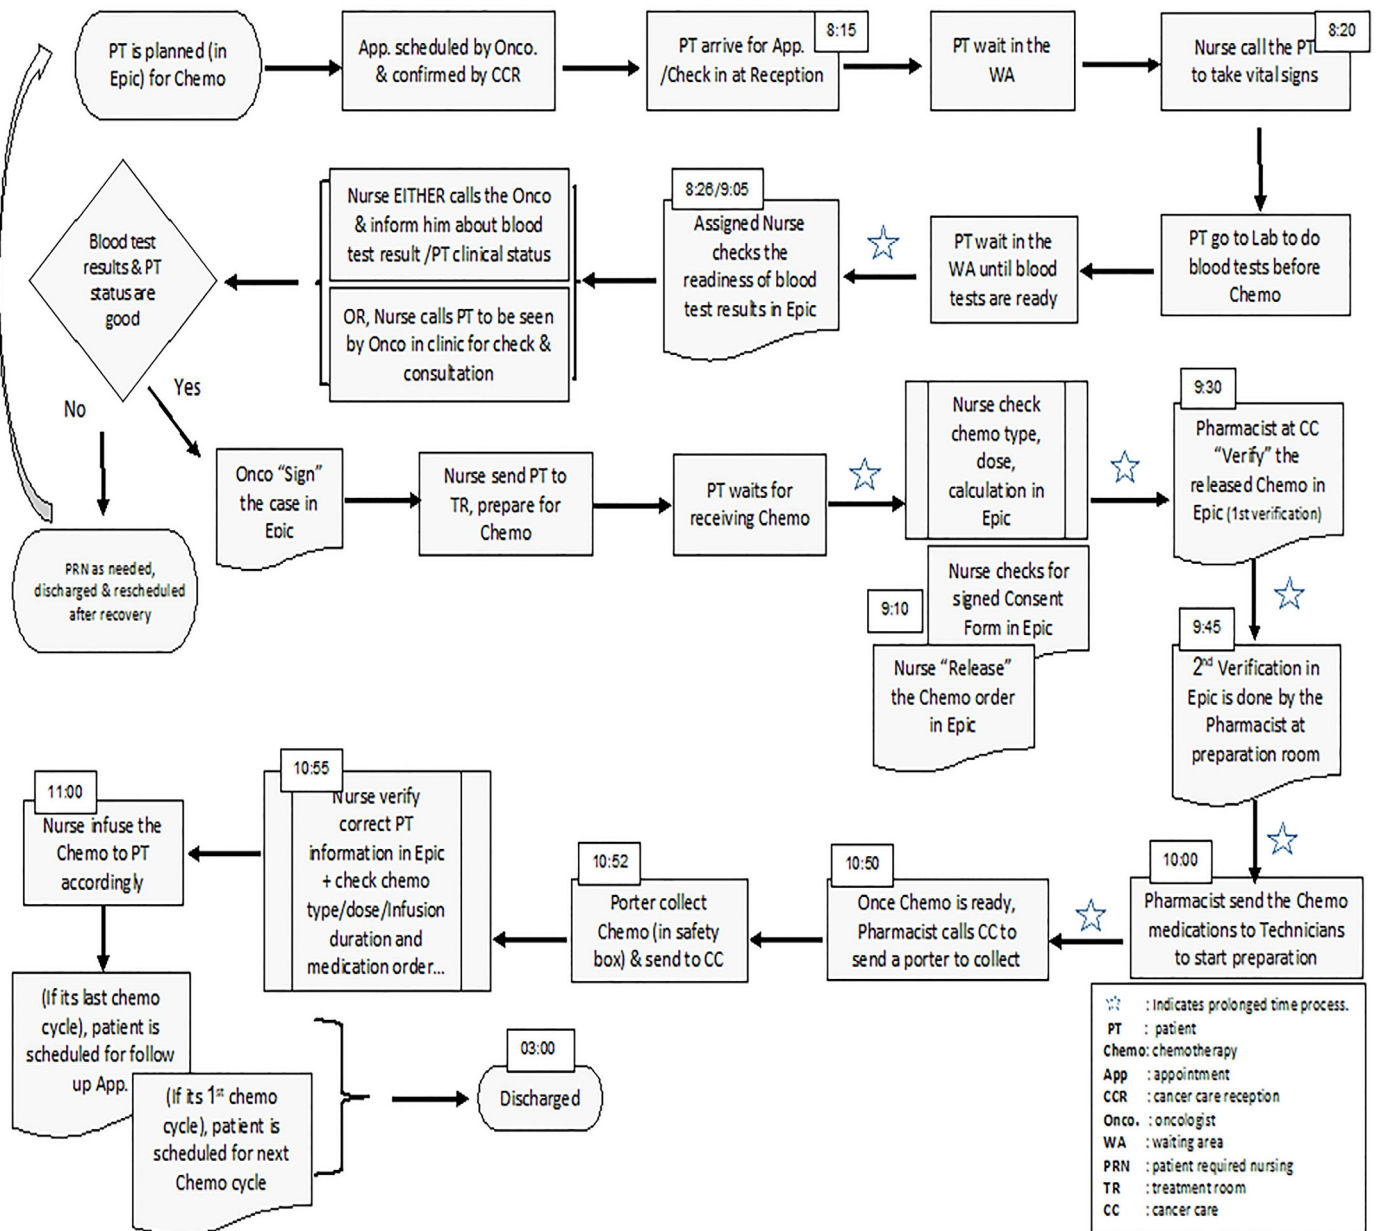 PT is planned (in
Epic) for Chemo
App. scheduled by Onco.
& confirmed by CCR
8:15
PT arrive for App.
/Check in at Reception
PT wait in the
WA
8:20
Nurse call the PT
to take vital signs
PT go to Lab to do
blood tests before
Chemo
PT wait in the
WA until blood
tests are ready
8:26/9:05
Assigned Nurse
checks the
readiness of blood
test results in Epic
Nurse EITHER calls the Onco
& inform him about blood
test result /PT clinical status
OR, Nurse calls PT to be seen
by Onco in clinic for check &
consultation
Blood test
results & PT
status are
good
No
Yes
PRN as needed,
discharged & rescheduled
after recovery
Onco “Sign”
the case in
Epic
Nurse send PT to
TR, prepare for
Chemo
PT waits for
receiving Chemo
Nurse check
chemo type,
dose,
calculation in
Epic
Nurse checks for
signed Consent
Form in Epic
9:10
Nurse “Release”
the Chemo order
in Epic
9:30
Pharmacist at CC
“Verify” the
released Chemo in
Epic (1st verification)
9:45
2nd Verification in
Epic is done by the
Pharmacist at
preparation room
10:00
Pharmacist send the Chemo
medications to Technicians
to start preparation
10:50
Once Chemo is ready,
Pharmacist calls CC to
send a porter to collect
10:52
Porter collect
Chemo (in safety
box) & send to CC
10:55
Nurse verify
correct PT
information in Epic
+ check chemo
type/dose/Infusion
duration and
medication order...
11:00
Nurse infuse the
Chemo to PT
accordingly
(If its last chemo
cycle), patient is
scheduled for follow
up App.
(If its 1st chemo
cycle), patient is
scheduled for next
Chemo cycle
03:00
Discharged
: Indicates prolonged time process.
PT : patient
Chemo: chemotherapy
App : appointment
CCR : cancer care reception
Onco. : oncologist
WA : waiting area
PRN : patient required nursing
TR : treatment room
CC : cancer care